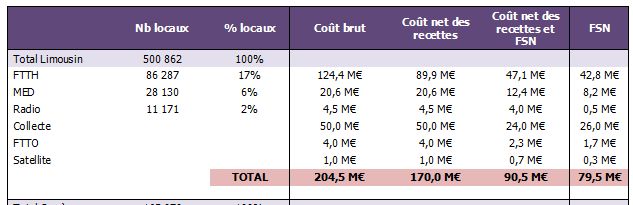 Nb locaux % locaux Coût brut Coût net des recettes Coût net des recettes et FSN FSN
Total Limousin 500 862 100%
FTTH 86 287 17% 124,4 M€ 89,9 M€ 47,1 M€ 42,8 M€
MED 28 130 6% 20,6 M€ 20,6 M€ 12,4 M€ 8,2 M€
Radio 11 171 2% 4,5 M€ 4,5 M€ 4,0 M€ 0,5 M€
Collecte 50,0 M€ 50,0 M€ 24,0 M€ 26,0 M€
FTTO 4,0 M€ 4,0 M€ 2,3 M€ 1,7 M€
Satellite 1,0 M€ 1,0 M€ 0,7 M€ 0,3 M€
TOTAL 204,5 M€ 170,0 M€ 90,5 M€ 79,5 M€